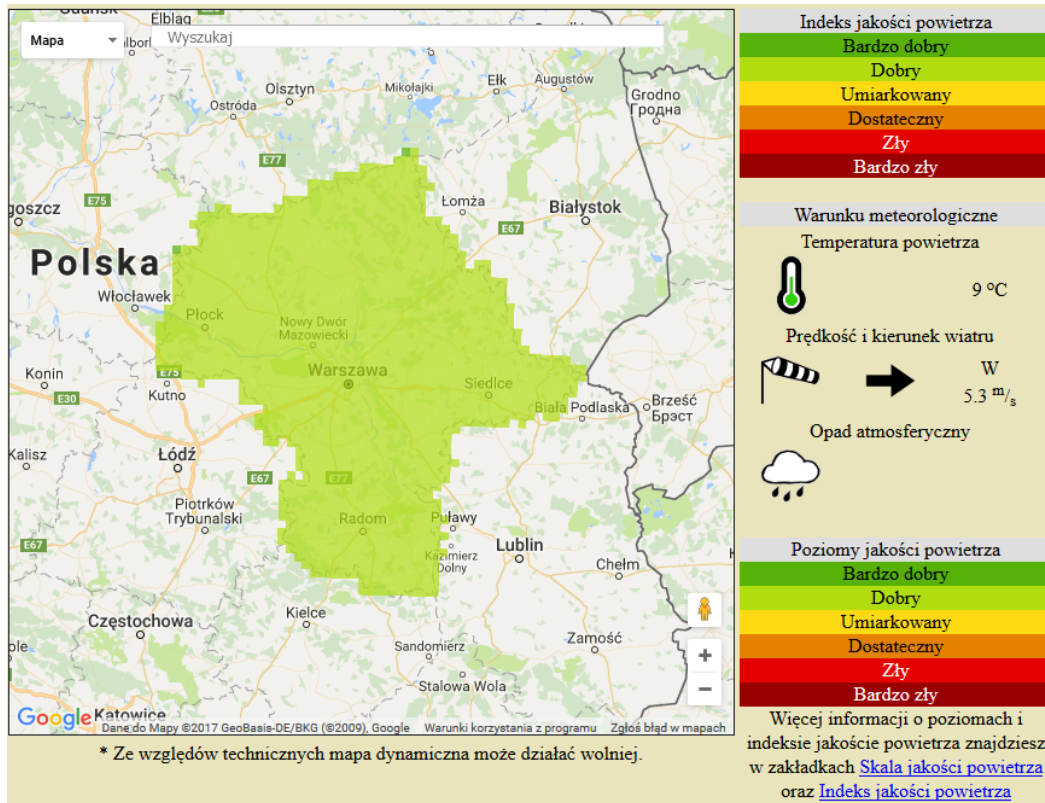 Gdańsk
Elbląg
Mapa
Wyszukaj
Olsztyn
Mikołajki
Ełk
Augustów
Ostróda
Grodno
Гродна
E77
E75
Łomża
Białystok
E67
Polska
Włocławek
Płock
Nowy Dwór
Mazowiecki
Warszawa
Konin
E75
Siedlce
E30
Kutno
Biała Podlaska
Brześć
Брэст
Kalisz
Łódź
E67
E77
Piotrków
Trybunalski
Radom
Puławy
E67
Kazimierz
Dolny
Lublin
Chełm
Kielce
Częstochowa
Zamość
Sandomierz
Stalowa Wola
+
−
Google
Katowice
Dane do Mapy ©2017 GeoBasis-DE/BKG (©2009), Google
Warunki korzystania z programu
Zgłoś błąd w mapach
* Ze względów technicznych mapa dynamiczna może działać wolniej.
Indeks jakości powietrza
Bardzo dobry
Dobry
Umiarkowany
Dostateczny
Zły
Bardzo zły
Warunku meteorologiczne
Temperatura powietrza
9 °C
Prędkość i kierunek wiatru
W
5.3 m/s
Opad atmosferyczny
Poziomy jakości powietrza
Bardzo dobry
Dobry
Umiarkowany
Dostateczny
Zły
Bardzo zły
Więcej informacji o poziomach i
indeksie jakoście powietrza znajdziesz
w zakładkach Skala jakości powietrza
oraz Indeks jakości powietrza